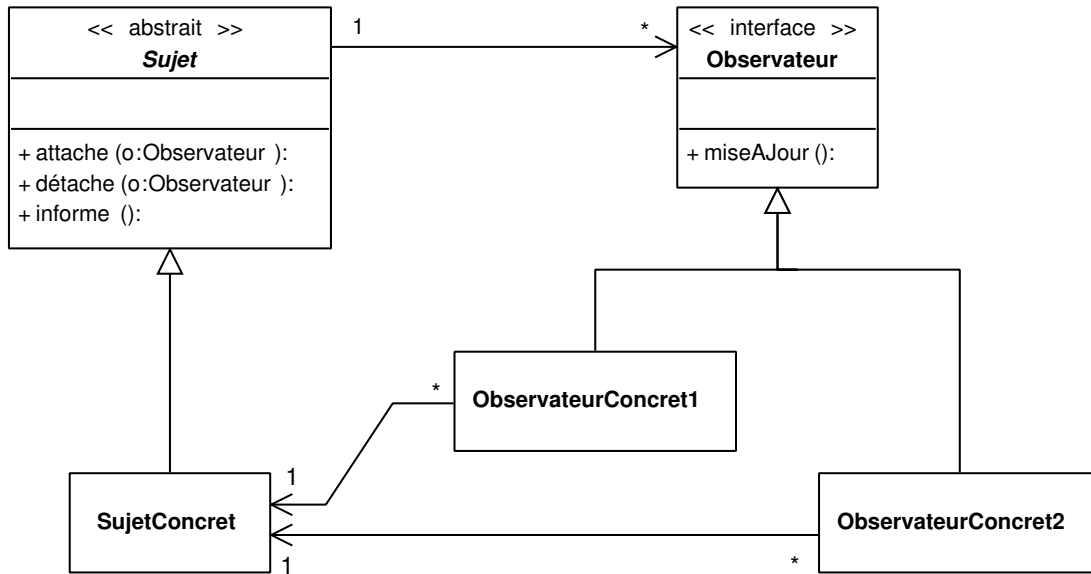 << abstrait >>
Sujet
+ attache (o:Observateur ):
+ détache (o:Observateur ):
+ informe ():
1
*
<< interface >>
Observateur
+ miseAJour ():
*
ObservateurConcret1
1
SujetConcret
1
*
ObservateurConcret2